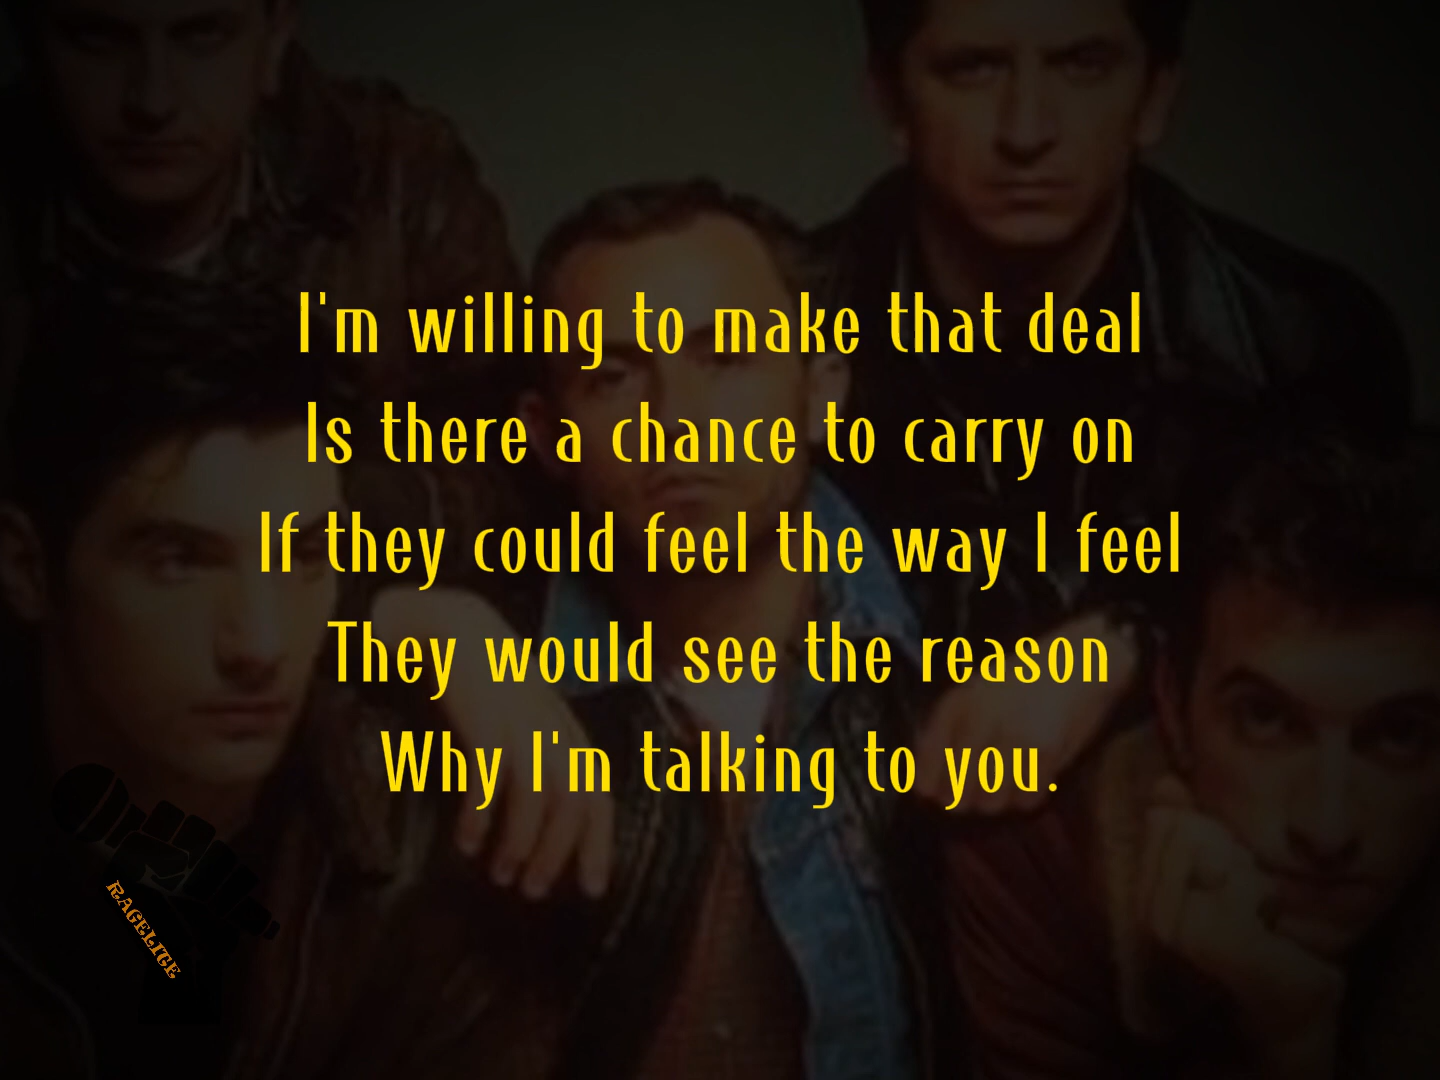 I'm willing to make that deal
Is there a chance to carry on
If they could feel the way I feel
They would see the reason
Why I'm talking to you.
RAGELITE